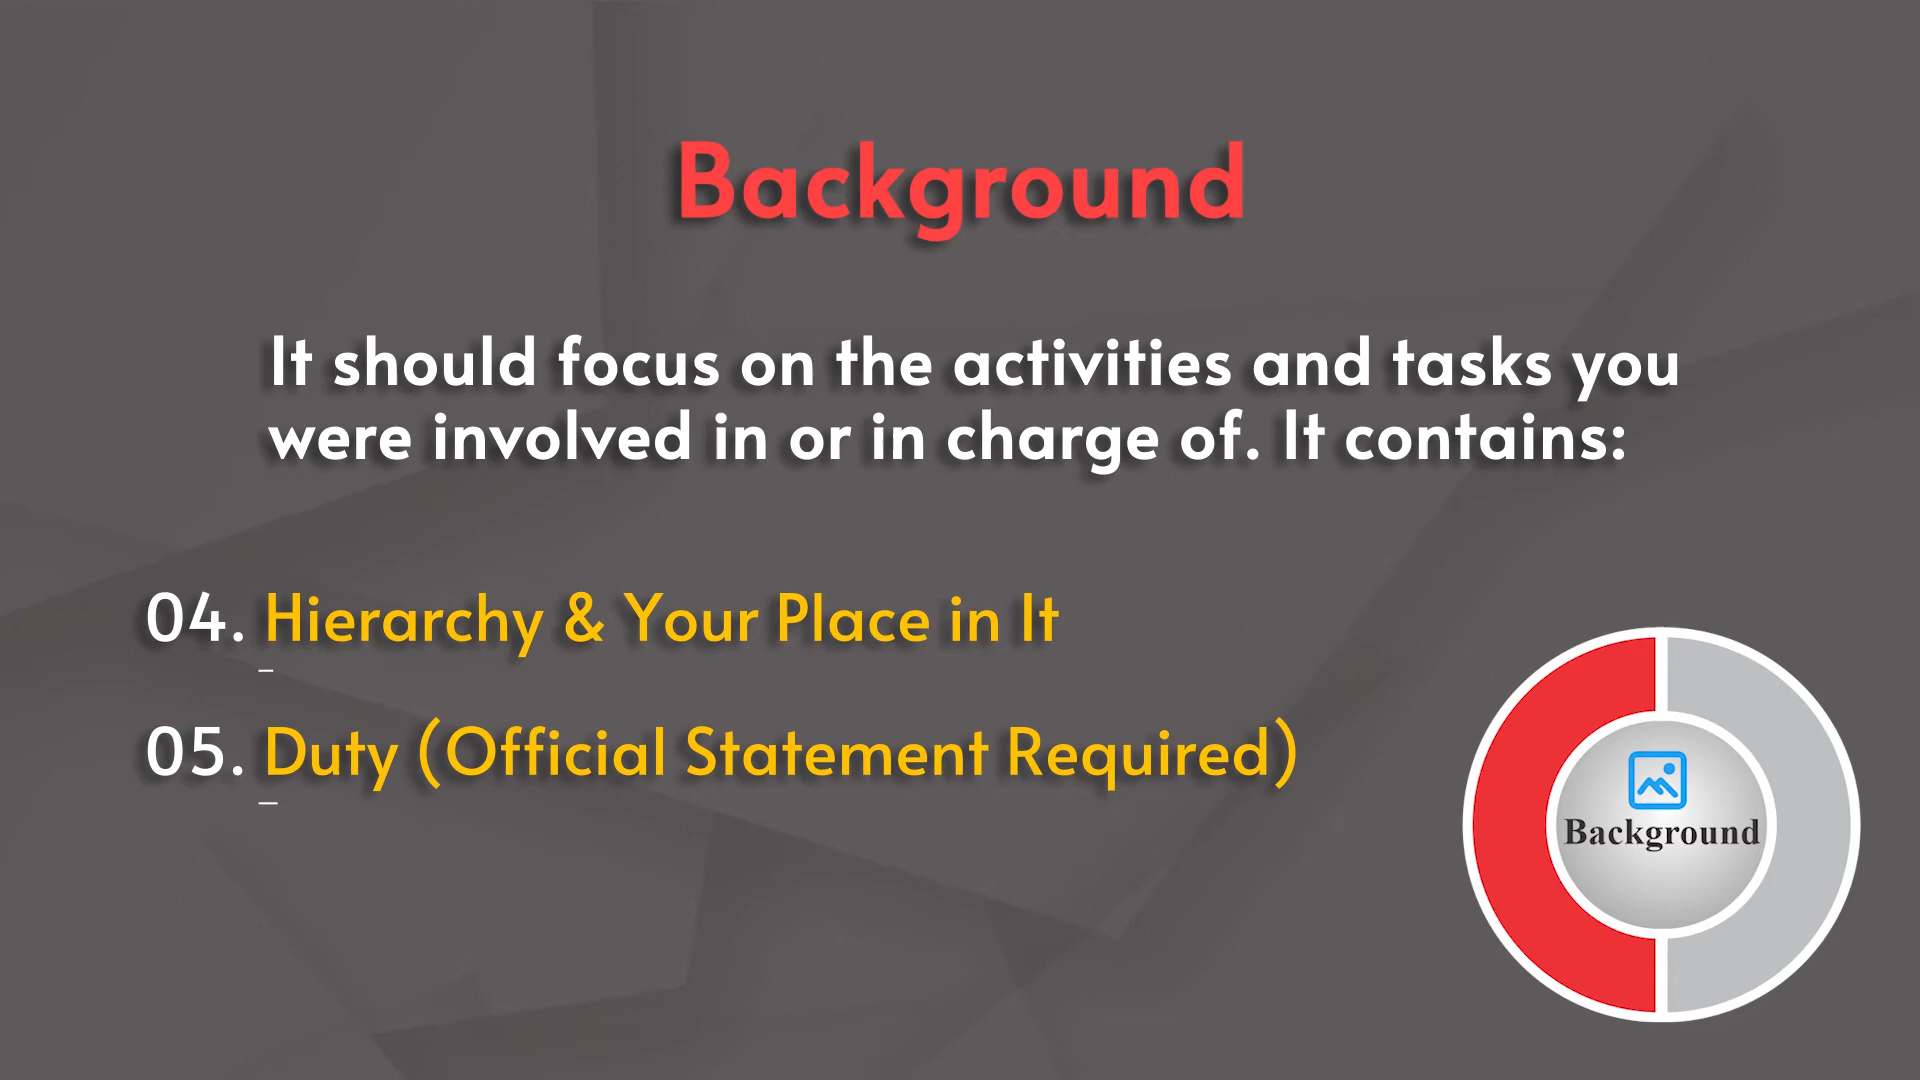 Background
It should focus on the activities and tasks you
were involved in or in charge of. It contains:
04. Hierarchy & Your Place in It
05. Duty (Official Statement Required)
Background